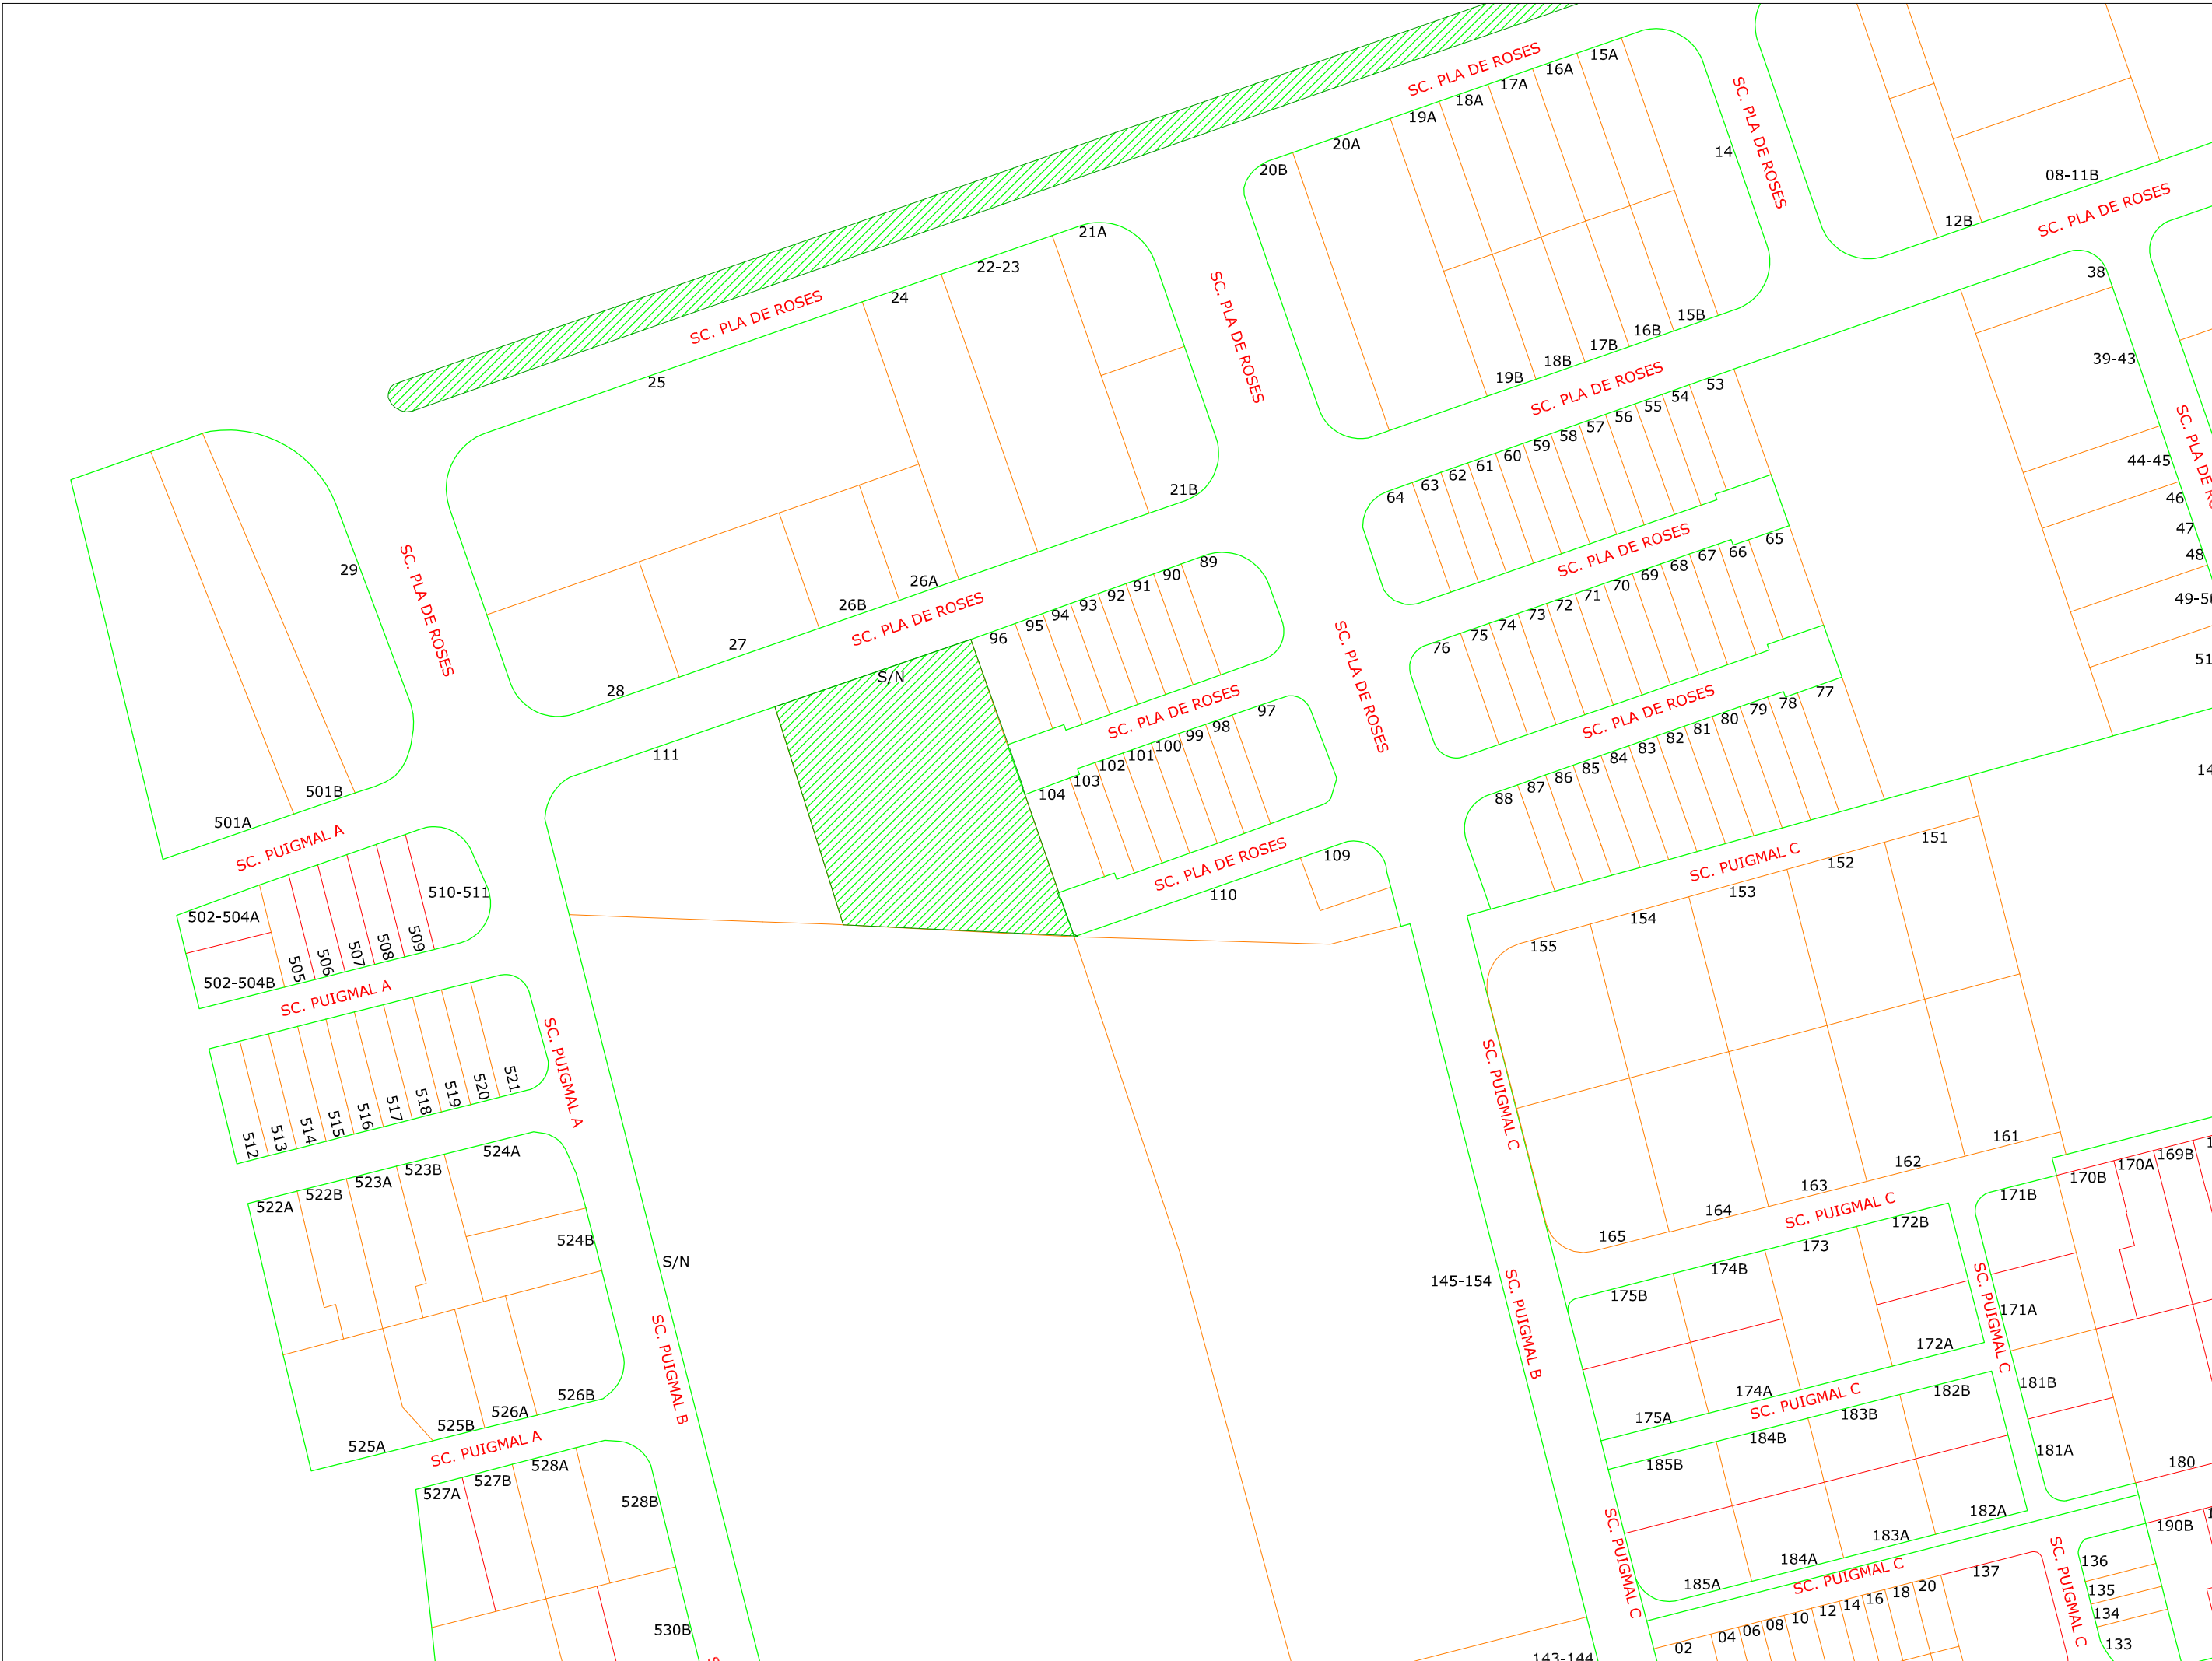 SC. PLA DE ROSES
15A
16A
17A
18A
19A
20A
20B
14
SC. PLA DE ROSES
08-11B
12B
SC. PLA DE ROSES
21A
22-23
24
SC. PLA DE ROSES
25
SC. PLA DE ROSES
15B
16B
17B
18B
19B
SC. PLA DE ROSES
38
39-43
44-45
46
47
48
51
53
54
55
56
57
58
59
60
61
62
63
64
SC. PLA DE ROSES
21B
26A
26B
27
28
SC. PLA DE ROSES
29
SC. PLA DE ROSES
65
66
67
68
69
70
71
72
73
74
75
76
SC. PLA DE ROSES
SC. PLA DE ROSES
89
90
91
92
93
94
95
96
S/N
111
SC. PLA DE ROSES
77
78
79
80
81
82
83
84
85
86
87
88
97
98
99
100
101
102
103
104
SC. PLA DE ROSES
109
110
501B
501A
SC. PUIGMAL A
502-504A
502-504B
505
506
507
508
509
510-511
SC. PUIGMAL A
SC. PUIGMAL A
512
513
514
515
516
517
518
519
520
521
SC. PUIGMAL C
151
152
153
154
155
SC. PUIGMAL C
161
162
163
164
165
SC. PUIGMAL C
522A
522B
523A
523B
524A
524B
S/N
525A
525B
526A
526B
SC. PUIGMAL A
SC. PUIGMAL B
527A
527B
528A
528B
530B
145-154
SC. PUIGMAL B
143-144
169B
170A
170B
171B
171A
SC. PUIGMAL C
172B
173
174B
175B
172A
174A
175A
SC. PUIGMAL C
181B
181A
180
182B
183B
184B
185B
182A
183A
184A
185A
SC. PUIGMAL C
SC. PUIGMAL C
190B
SC. PUIGMAL C
136
135
134
133
137
02
04
06
08
10
12
14
16
18
20